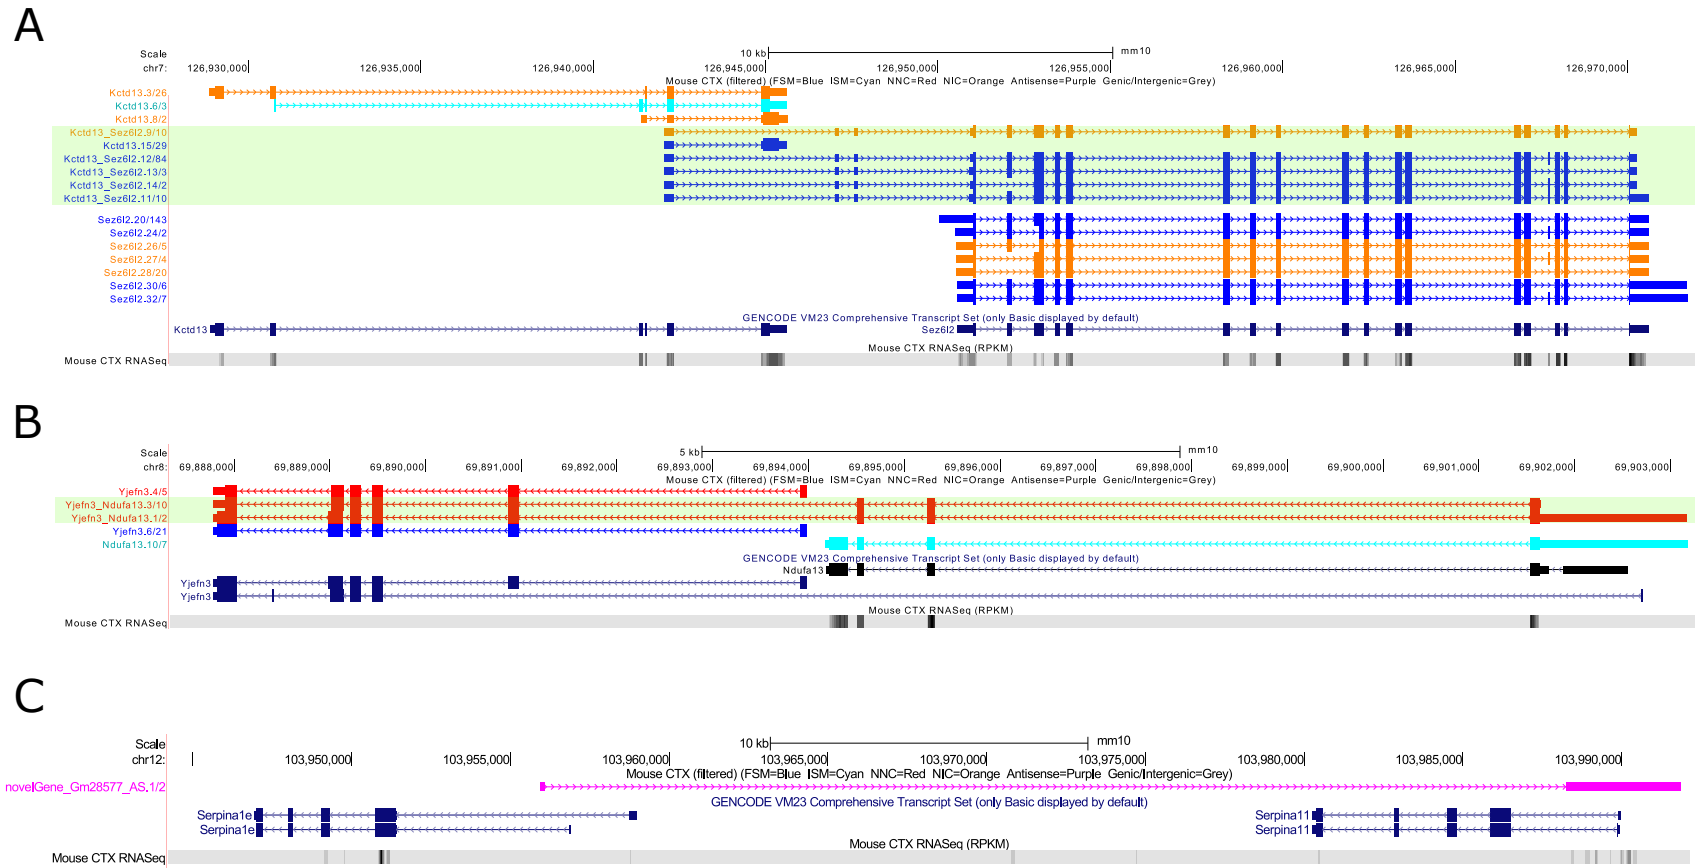 A
Scale 10 kb mm10
chr7: 126,930,000 126,935,000 126,940,000 126,945,000 126,950,000 126,955,000 126,960,000 126,965,000 126,970,000
Mouse CTX (filtered) (FSM=Blue ISM=Cyan NNC=Red NIC=Orange Antisense=Purple Genic/Intergenic=Grey)
Kctd13.3/26
Kctd13.6/3
Kctd13.8/2
Kctd13_Sez6l2.9/10
Kctd13.15/29
Kctd13_Sez6l2.12/84
Kctd13_Sez6l2.13/3
Kctd13_Sez6l2.14/2
Kctd13_Sez6l2.11/10
Sez6l2.20/143
Sez6l2.24/2
Sez6l2.26/5
Sez6l2.27/4
Sez6l2.28/20
Sez6l2.30/6
Sez6l2.32/7
GENCODE VM23 Comprehensive Transcript Set (only Basic displayed by default)
Kctd13 Sez6l2
Mouse CTX RNASeq (RPKM)
Mouse CTX RNASeq
B
Scale 5 kb mm10
chr8: 69,888,000 69,889,000 69,890,000 69,891,000 69,892,000 69,893,000 69,894,000 69,895,000 69,896,000 69,897,000 69,898,000 69,899,000 69,900,000 69,901,000 69,902,000 69,903,000
Mouse CTX (filtered) (FSM=Blue ISM=Cyan NNC=Red NIC=Orange Antisense=Purple Genic/Intergenic=Grey)
Yjefn3.4/5
Yjefn3_Ndufa13.3/10
Yjefn3_Ndufa13.1/2
Yjefn3.6/21
Ndufa13.10/7
GENCODE VM23 Comprehensive Transcript Set (only Basic displayed by default)
Ndufa13
Yjefn3
Yjefn3
Mouse CTX RNASeq (RPKM)
Mouse CTX RNASeq
C
Scale 10 kb mm10
chr12: 103,950,000 103,955,000 103,960,000 103,965,000 103,970,000 103,975,000 103,980,000 103,985,000 103,990,000
Mouse CTX (filtered) (FSM=Blue ISM=Cyan NNC=Red NIC=Orange Antisense=Purple Genic/Intergenic=Grey)
novelGene_Gm28577_AS.1/2
GENCODE VM23 Comprehensive Transcript Set (only Basic displayed by default)
Serpina1e Serpina11
Serpina1e Serpina11
Mouse CTX RNASeq (RPKM)
Mouse CTX RNASeq